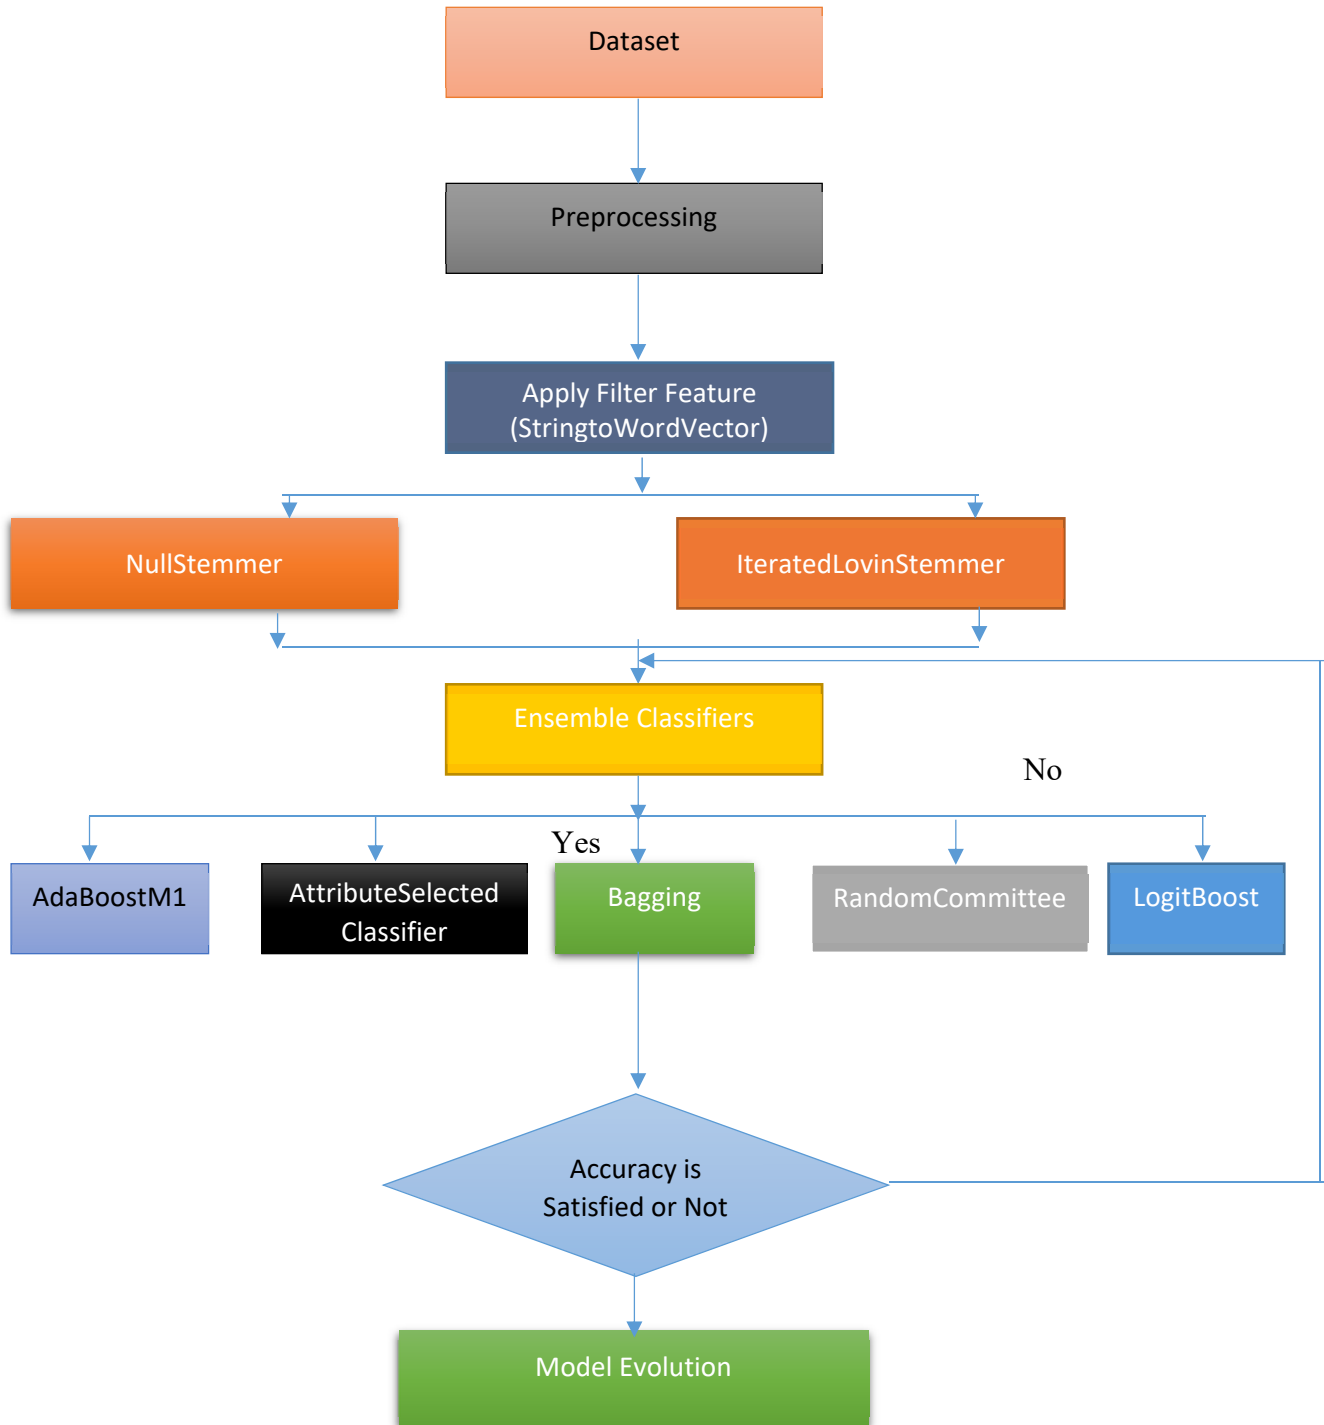 Dataset
Preprocessing
Apply Filter Feature
(StringtoWordVector)
NullStemmer
IteratedLovinStemmer
Ensemble Classifiers
No
Yes
AdaBoostM1
AttributeSelected
Classifier
Bagging
RandomCommittee
LogitBoost
Accuracy is
Satisfied or Not
Model Evolution